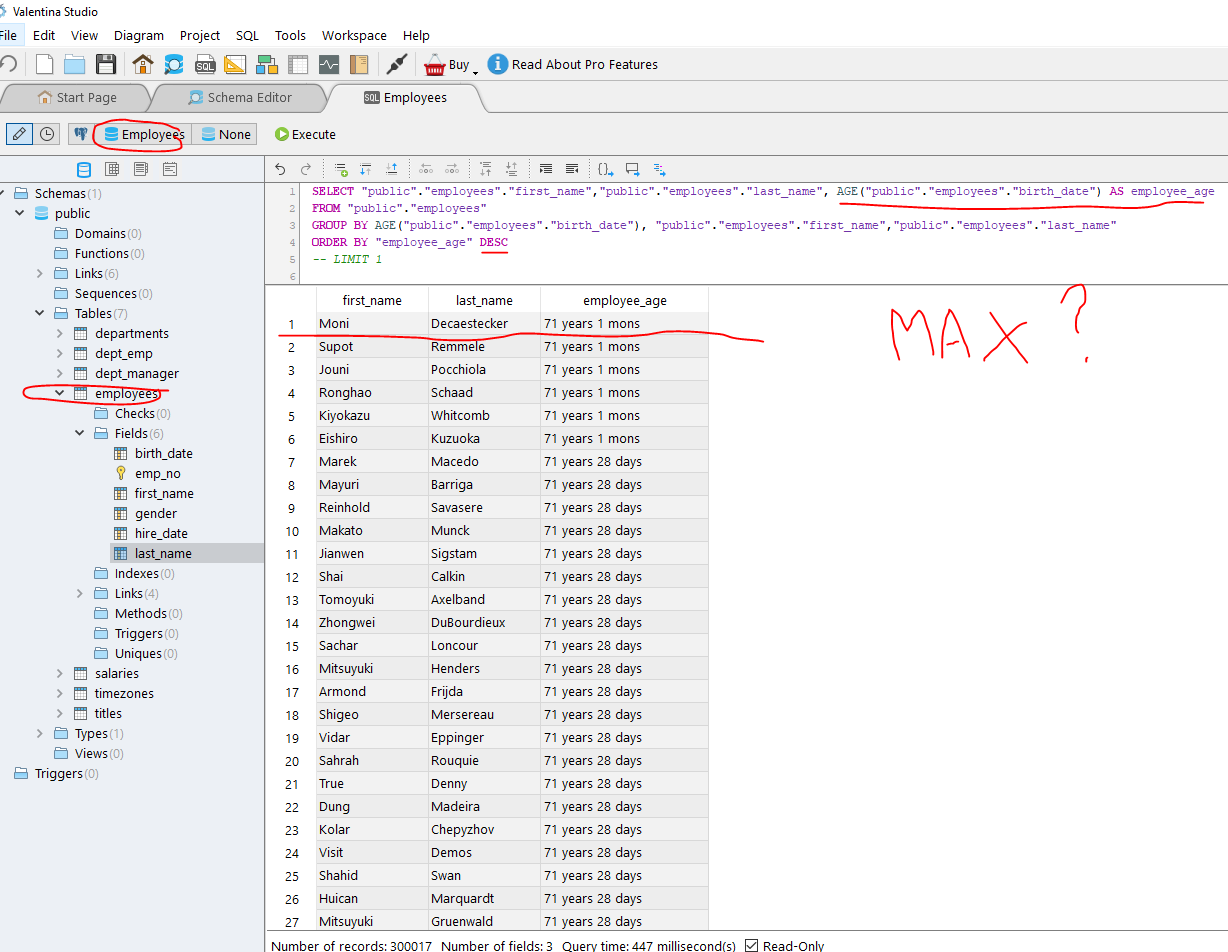 Valentina Studio
File Edit View Diagram Project SQL Tools Workspace Help
SQL Buy Read About Pro Features
Start Page Schema Editor SQL Employees
Employees None Execute
Schemas (1)
public
Domains (0)
Functions (0)
Links (6)
Sequences (0)
Tables (7)
departments
dept_emp
dept_manager
employees
Checks (0)
Fields (6)
birth_date
emp_no
first_name
gender
hire_date
last_name
Indexes (0)
Links (4)
Methods (0)
Triggers (0)
Uniques (0)
salaries
timezones
titles
Types (1)
Views (0)
Triggers (0)
1 SELECT "public"."employees"."first_name","public"."employees"."last_name", AGE("public"."employees"."birth_date") AS employee_age
2 FROM "public"."employees"
3 GROUP BY AGE("public"."employees"."birth_date"), "public"."employees"."first_name","public"."employees"."last_name"
4 ORDER BY "employee_age" DESC
5 -- LIMIT 1
6
first_name last_name employee_age
1 Moni Decaestecker 71 years 1 mons
2 Supot Remmele 71 years 1 mons
3 Jouni Pocchiola 71 years 1 mons
4 Ronghao Schaad 71 years 1 mons
5 Kiyokazu Whitcomb 71 years 1 mons
6 Eishiro Kuzuoka 71 years 1 mons
7 Marek Macedo 71 years 28 days
8 Mayuri Barriga 71 years 28 days
9 Reinhold Savasere 71 years 28 days
10 Makato Munck 71 years 28 days
11 Jianwen Sigstam 71 years 28 days
12 Shai Calkin 71 years 28 days
13 Tomoyuki Axelband 71 years 28 days
14 Zhongwei DuBourdieux 71 years 28 days
15 Sachar Loncour 71 years 28 days
16 Mitsuyuki Henders 71 years 28 days
17 Armond Frijda 71 years 28 days
18 Shigeo Mersereau 71 years 28 days
19 Vidar Eppinger 71 years 28 days
20 Sahrah Rouquie 71 years 28 days
21 True Denny 71 years 28 days
22 Dung Madeira 71 years 28 days
23 Kolar Chepyzhov 71 years 28 days
24 Visit Demos 71 years 28 days
25 Shahid Swan 71 years 28 days
26 Huican Marquardt 71 years 28 days
27 Mitsuyuki Gruenwald 71 years 28 days
MAX ?
Number of records: 300017 Number of fields: 3 Query time: 447 millisecond(s) Read-Only